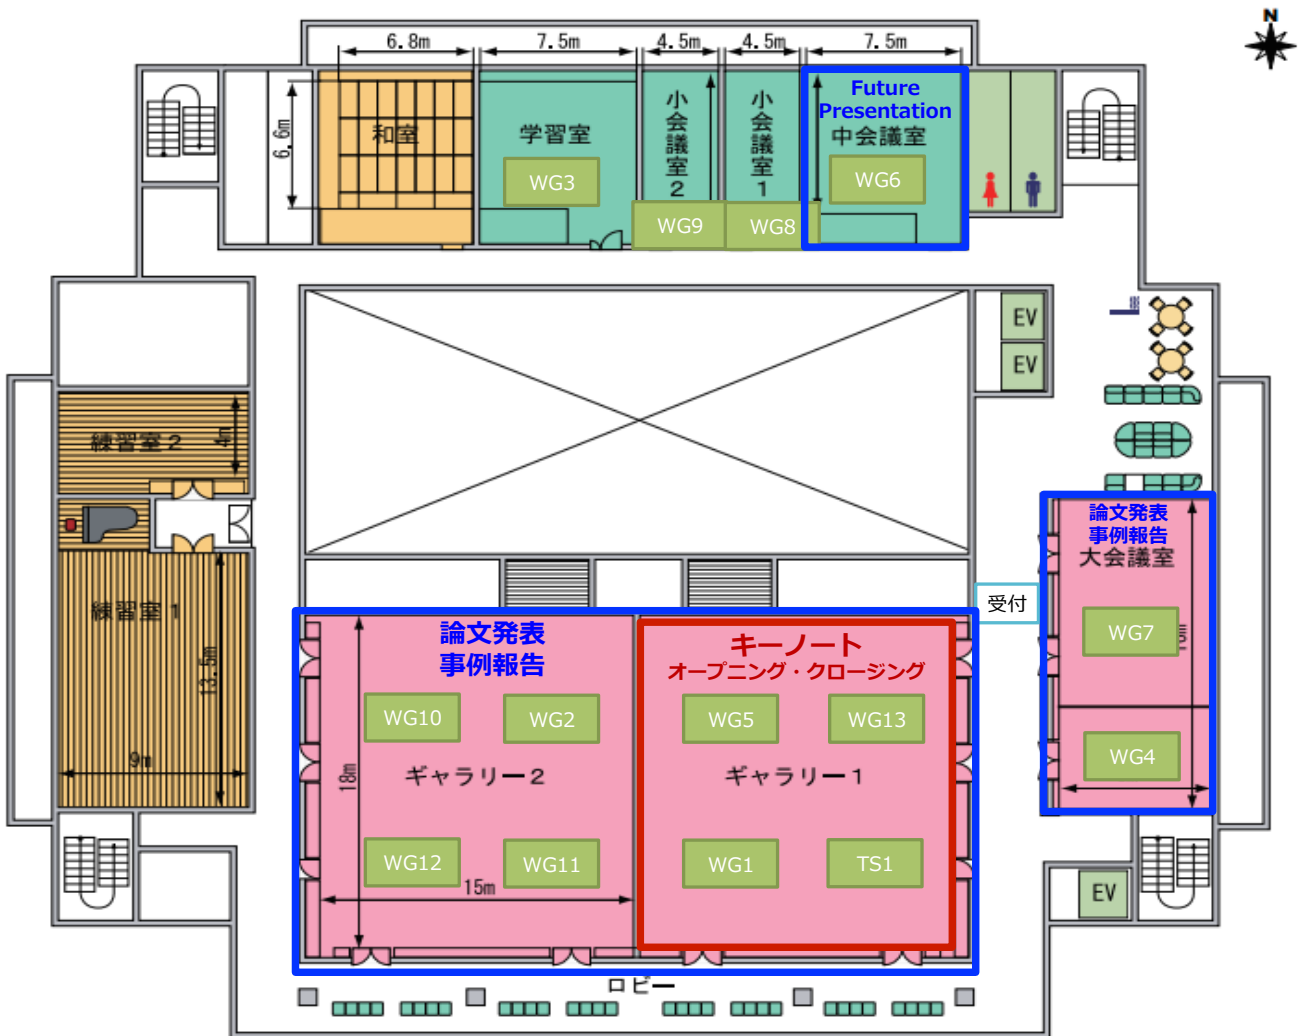 N
6.8m
7.5m
4.5m
4.5m
7.5m
6.6m
和室
学習室
WG3
小会議室2
WG9
小会議室1
WG8
Future
Presentation
中会議室
WG6
EV
EV
練習室2
4m
練習室1
13.5m
9m
論文発表
事例報告
大会議室
WG7
WG4
受付
論文発表
事例報告
WG10
WG2
ギャラリー2
18m
WG12
WG11
15m
キーノート
オープニング・クロージング
WG5
WG13
ギャラリー1
WG1
TS1
EV
ロビー